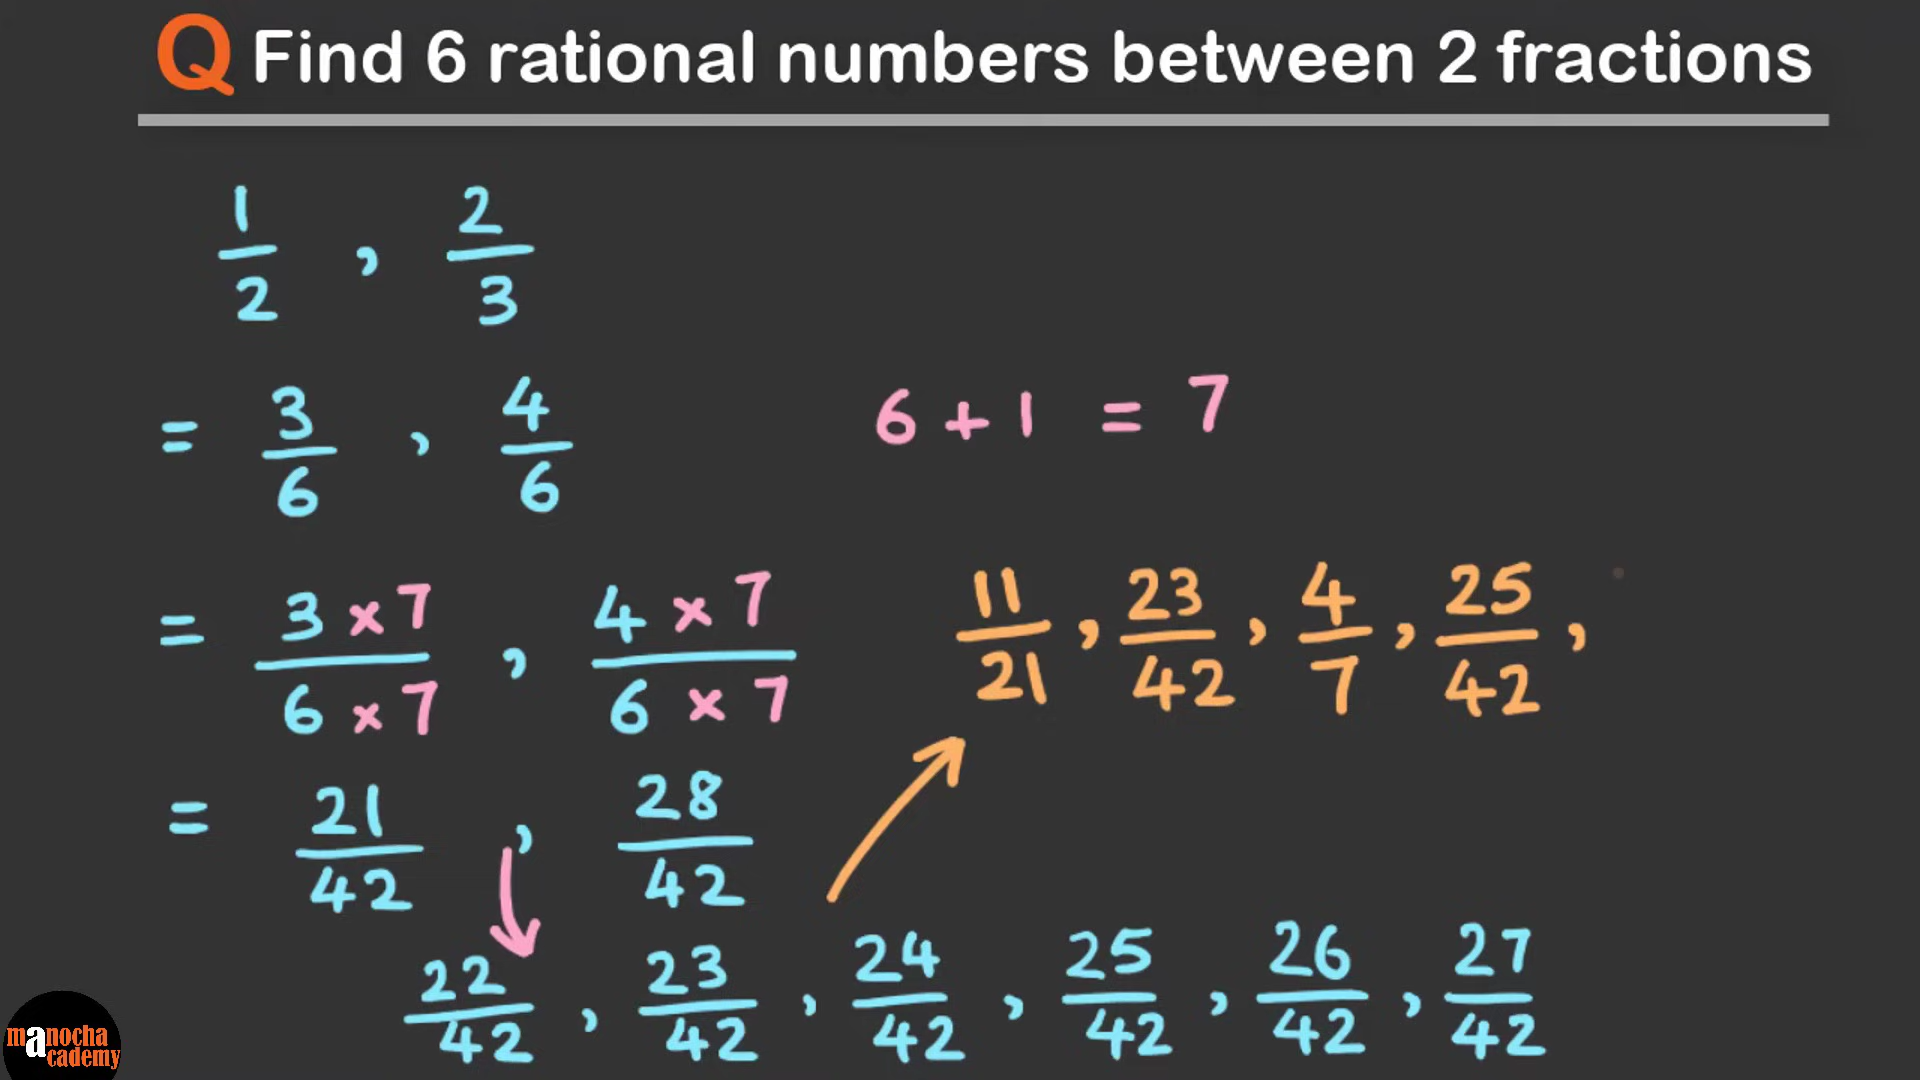 Q Find 6 rational numbers between 2 fractions
1/2 , 2/3
= 3/6 , 4/6
6 + 1 = 7
= 3 × 7/6 × 7 , 4 × 7/6 × 7
11/21 , 23/42 , 4/7 , 25/42 ,
= 21/42 , 28/42
22/42 , 23/42 , 24/42 , 25/42 , 26/42 , 27/42
manocha
academy